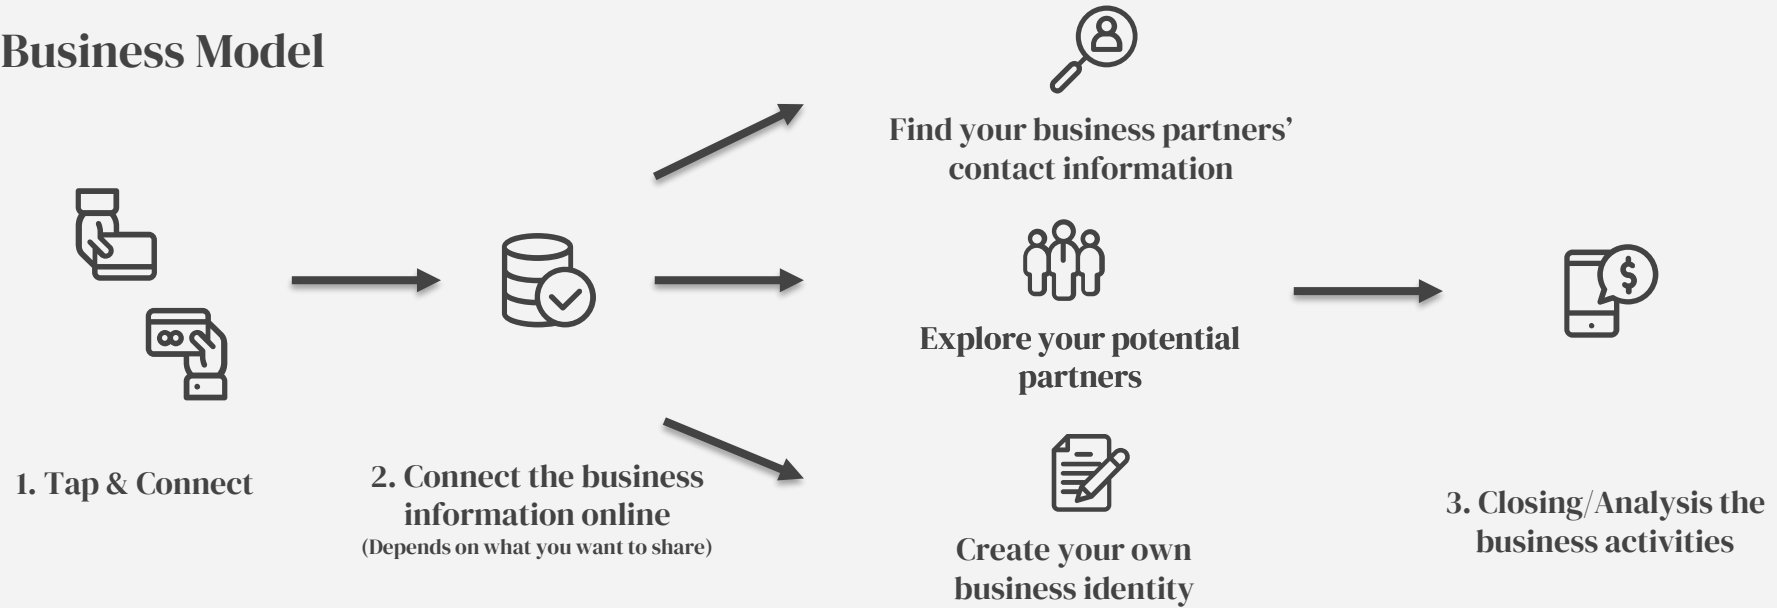 Business Model
Find your business partners’
contact information
Explore your potential
partners
1. Tap & Connect
2. Connect the business
information online
(Depends on what you want to share)
Create your own
business identity
3. Closing/Analysis the
business activities